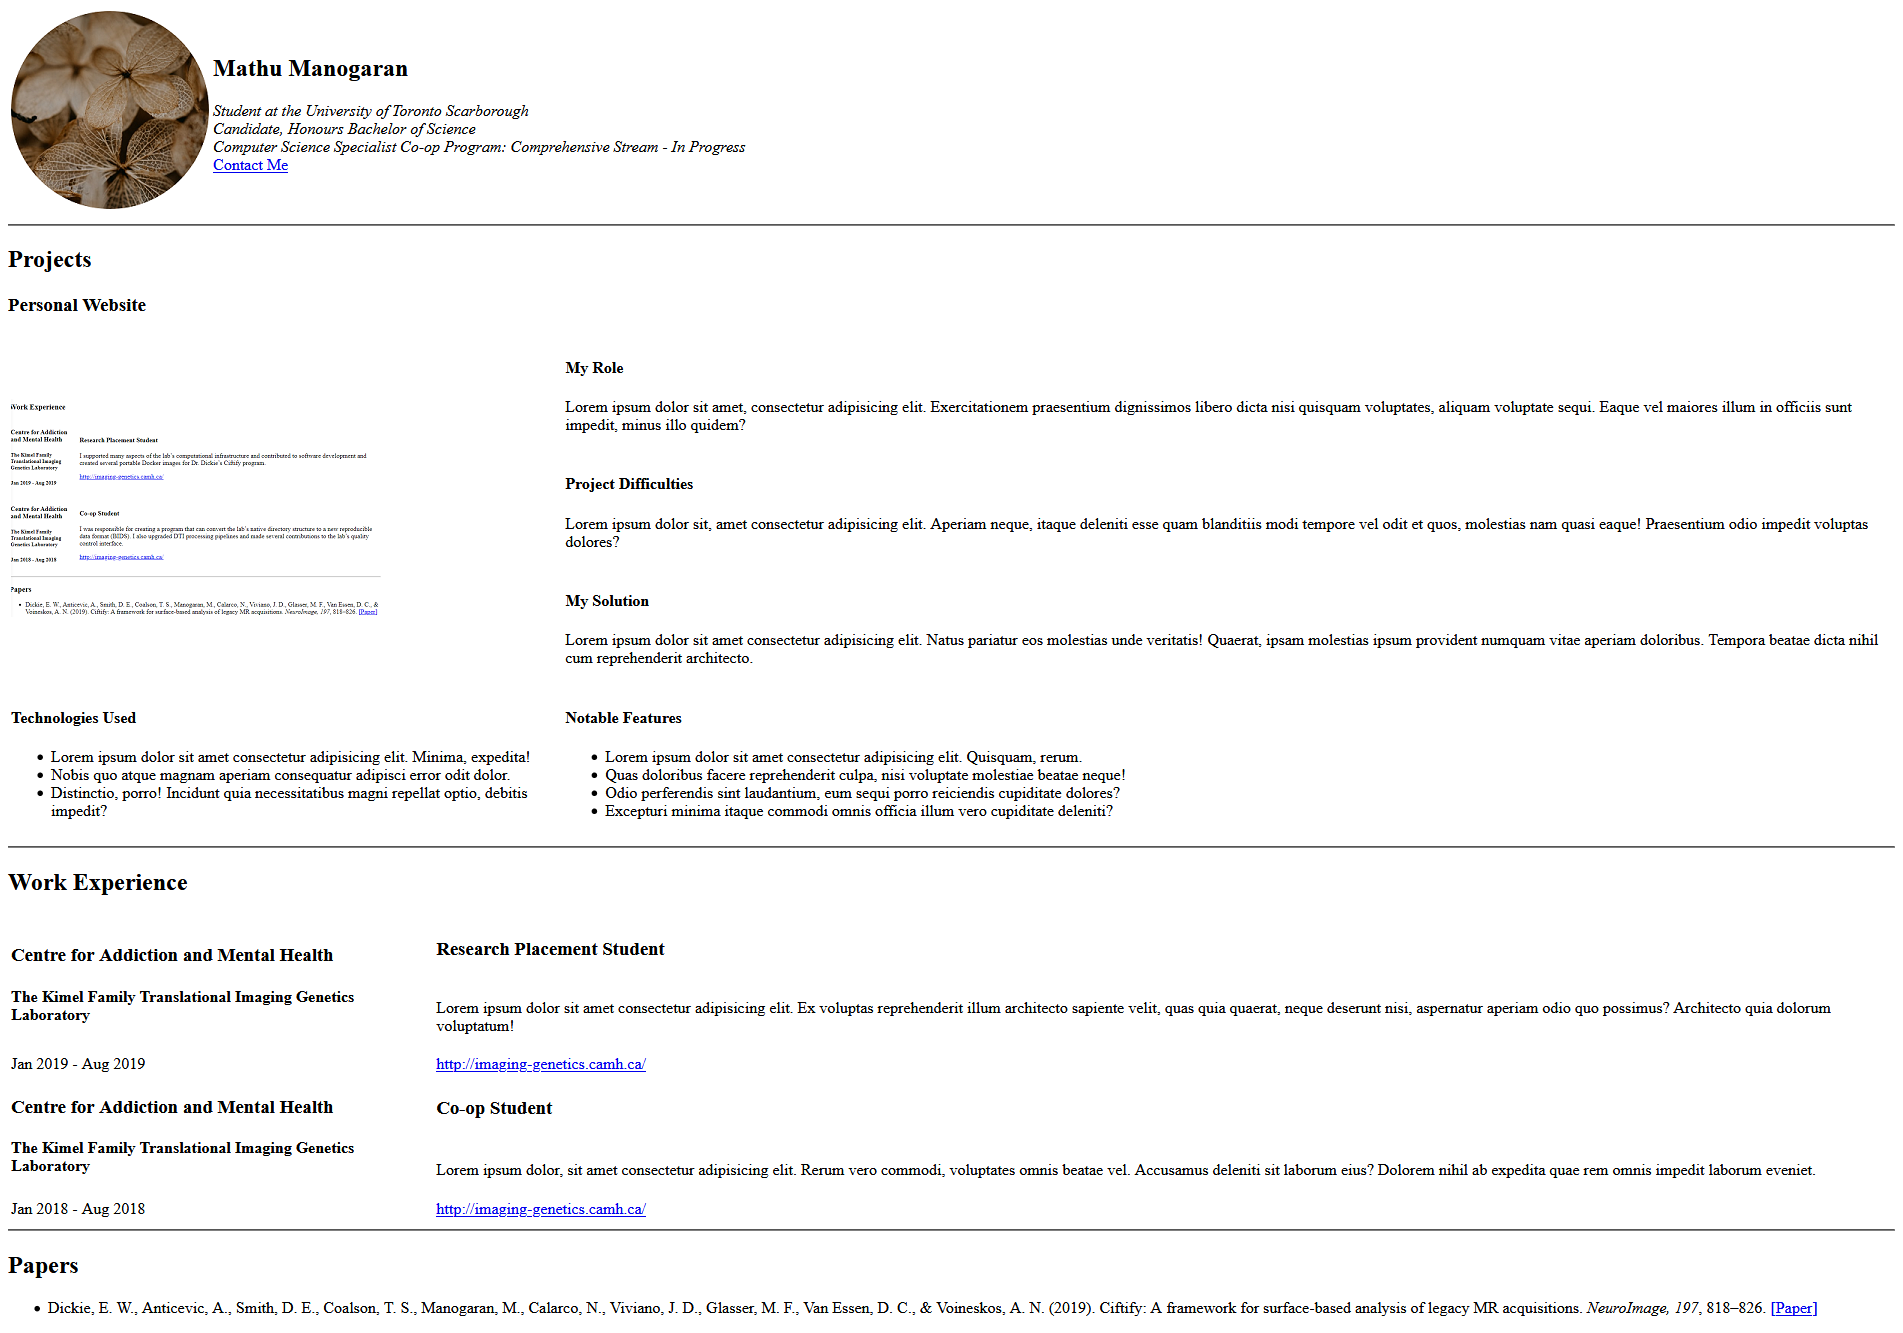 Mathu Manogaran
Student at the University of Toronto Scarborough
Candidate, Honours Bachelor of Science
Computer Science Specialist Co-op Program: Comprehensive Stream - In Progress
Contact Me
Projects
Personal Website
Work Experience
Centre for Addiction
and Mental Health
The Kimel Family
Translational Imaging
Genetics Laboratory
Jan 2019 - Aug 2019
Research Placement Student
I supported many aspects of the lab's computational infrastructure and contributed to software development and
created several portable Docker images for Dr. Dickie's Ciftify program.
http://imaging-genetics.camh.ca/
Centre for Addiction
and Mental Health
The Kimel Family
Translational Imaging
Genetics Laboratory
Jan 2018 - Aug 2018
Co-op Student
I was responsible for creating a program that can convert the lab's native directory structure to a new reproducible
data format (BIDS). I also upgraded DTI processing pipelines and made several contributions to the lab's quality
control interface.
http://imaging-genetics.camh.ca/
Papers
Dickie, E. W., Anticevic, A., Smith, D. E., Coalson, T. S., Manogaran, M., Calarco, N., Viviano, J. D., Glasser, M. F., Van Essen, D. C., &
Voineskos, A. N. (2019). Ciftify: A framework for surface-based analysis of legacy MR acquisitions. NeuroImage, 197, 818–826. [Paper]
My Role
Lorem ipsum dolor sit amet, consectetur adipisicing elit. Exercitationem praesentium dignissimos libero dicta nisi quisquam voluptates, aliquam voluptate sequi. Eaque vel maiores illum in officiis sunt
impedit, minus illo quidem?
Project Difficulties
Lorem ipsum dolor sit, amet consectetur adipisicing elit. Aperiam neque, itaque deleniti esse quam blanditiis modi tempore vel odit et quos, molestias nam quasi eaque! Praesentium odio impedit voluptas
dolores?
My Solution
Lorem ipsum dolor sit amet consectetur adipisicing elit. Natus pariatur eos molestias unde veritatis! Quaerat, ipsam molestias ipsum provident numquam vitae aperiam doloribus. Tempora beatae dicta nihil
cum reprehenderit architecto.
Technologies Used
Lorem ipsum dolor sit amet consectetur adipisicing elit. Minima, expedita!
Nobis quo atque magnam aperiam consequatur adipisci error odit dolor.
Distinctio, porro! Incidunt quia necessitatibus magni repellat optio, debitis
impedit?
Notable Features
Lorem ipsum dolor sit amet consectetur adipisicing elit. Quisquam, rerum.
Quas doloribus facere reprehenderit culpa, nisi voluptate molestiae beatae neque!
Odio perferendis sint laudantium, eum sequi porro reiciendis cupiditate dolores?
Excepturi minima itaque commodi omnis officia illum vero cupiditate deleniti?
Work Experience
Centre for Addiction and Mental Health
The Kimel Family Translational Imaging Genetics
Laboratory
Jan 2019 - Aug 2019
Research Placement Student
Lorem ipsum dolor sit amet consectetur adipisicing elit. Ex voluptas reprehenderit illum architecto sapiente velit, quas quia quaerat, neque deserunt nisi, aspernatur aperiam odio quo possimus? Architecto quia dolorum
voluptatum!
http://imaging-genetics.camh.ca/
Centre for Addiction and Mental Health
The Kimel Family Translational Imaging Genetics
Laboratory
Jan 2018 - Aug 2018
Co-op Student
Lorem ipsum dolor, sit amet consectetur adipisicing elit. Rerum vero commodi, voluptates omnis beatae vel. Accusamus deleniti sit laborum eius? Dolorem nihil ab expedita quae rem omnis impedit laborum eveniet.
http://imaging-genetics.camh.ca/
Papers
Dickie, E. W., Anticevic, A., Smith, D. E., Coalson, T. S., Manogaran, M., Calarco, N., Viviano, J. D., Glasser, M. F., Van Essen, D. C., & Voineskos, A. N. (2019). Ciftify: A framework for surface-based analysis of legacy MR acquisitions. NeuroImage, 197, 818–826. [Paper]